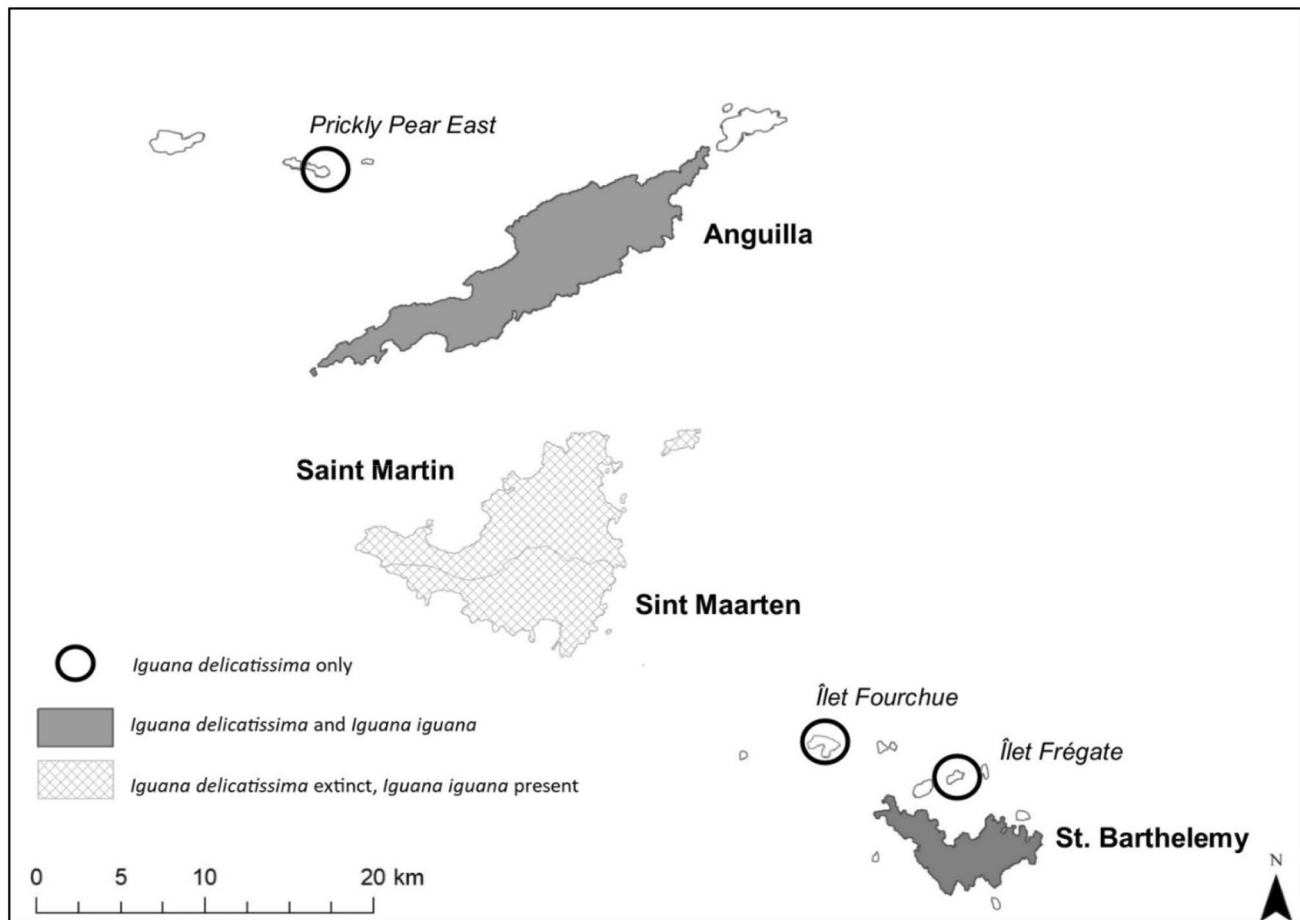 Prickly Pear East
Anguilla
Saint Martin
Sint Maarten
Iguana delicatissima only
Îlet Fourchue
Iguana delicatissima and Iguana iguana
Îlet Frégate
Iguana delicatissima extinct, Iguana iguana present
St. Barthelemy
0 5 10 20 km
N